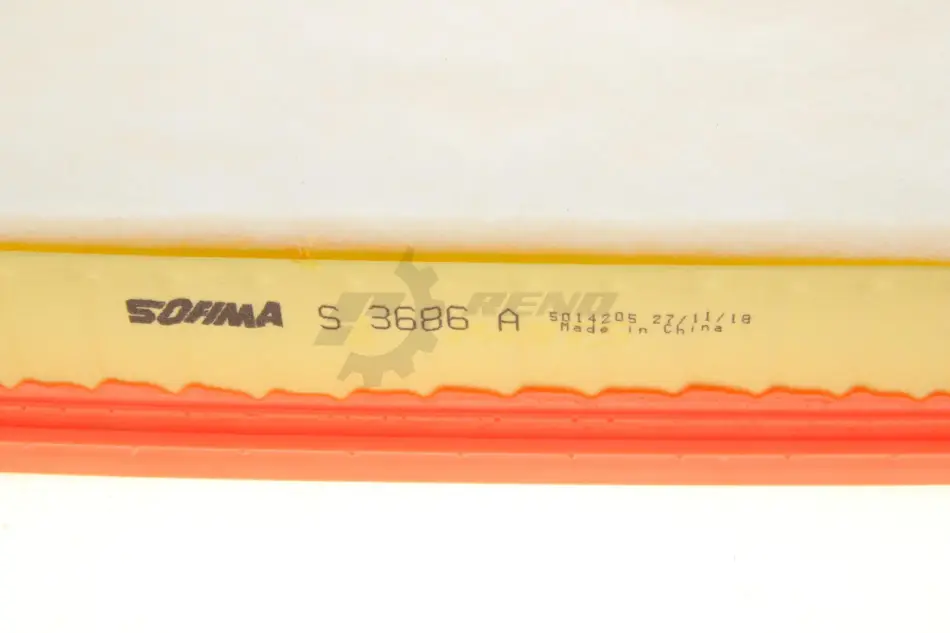 SOFIMA S 3686 A 5014205 27/11/18
Made in China
RENO